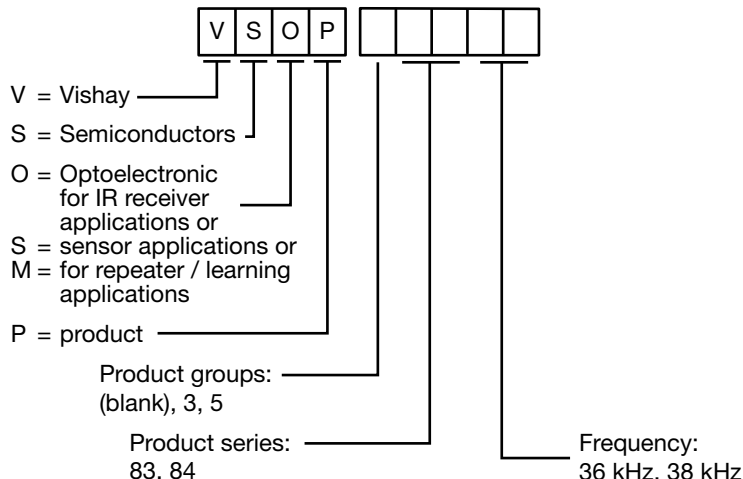 V S O P
V = Vishay
S = Semiconductors
O = Optoelectronic
for IR receiver
applications or
S = sensor applications or
M = for repeater / learning
applications
P = product
Product groups:
(blank), 3, 5
Product series:
83, 84
Frequency:
36 kHz, 38 kHz